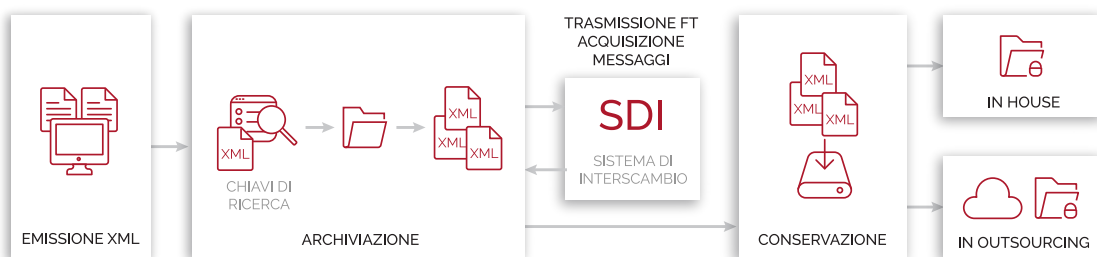 EMISSIONE XML
XML
CHIAVI DI
RICERCA
XML
XML
XML
ARCHIVIAZIONE
TRASMISSIONE FT
ACQUISIZIONE
MESSAGGI
SDI
SISTEMA DI
INTERSCAMBIO
XML
XML
XML
CONSERVAZIONE
IN HOUSE
IN OUTSOURCING